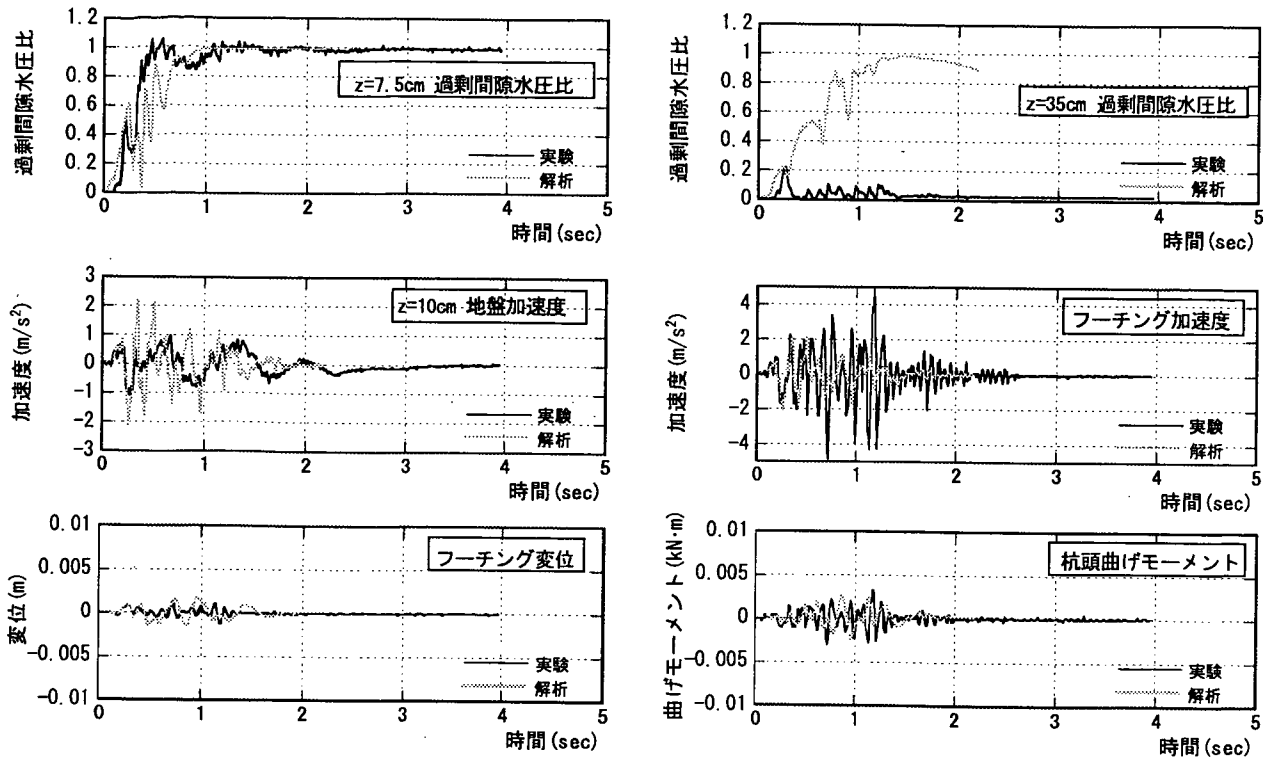 過剰間隙水圧比
1.2
1
0.8
0.6
0.4
0.2
0
z=7.5cm 過剰間隙水圧比
実験
解析
0 1 2 3 4 5
時間(sec)
過剰間隙水圧比
1.2
1
0.8
0.6
0.4
0.2
0
z=35cm 過剰間隙水圧比
実験
解析
0 1 2 3 4 5
時間(sec)
加速度(m/s²)
3
2
1
0
-1
-2
-3
z=10cm 地盤加速度
実験
解析
0 1 2 3 4 5
時間(sec)
加速度(m/s²)
4
2
0
-2
-4
フーチング加速度
実験
解析
0 1 2 3 4 5
時間(sec)
変位(m)
0.01
0.005
0
-0.005
-0.01
フーチング変位
実験
解析
0 1 2 3 4 5
時間(sec)
曲げモーメント(kN·m)
0.01
0.005
0
-0.005
-0.01
杭頭曲げモーメント
実験
解析
0 1 2 3 4 5
時間(sec)